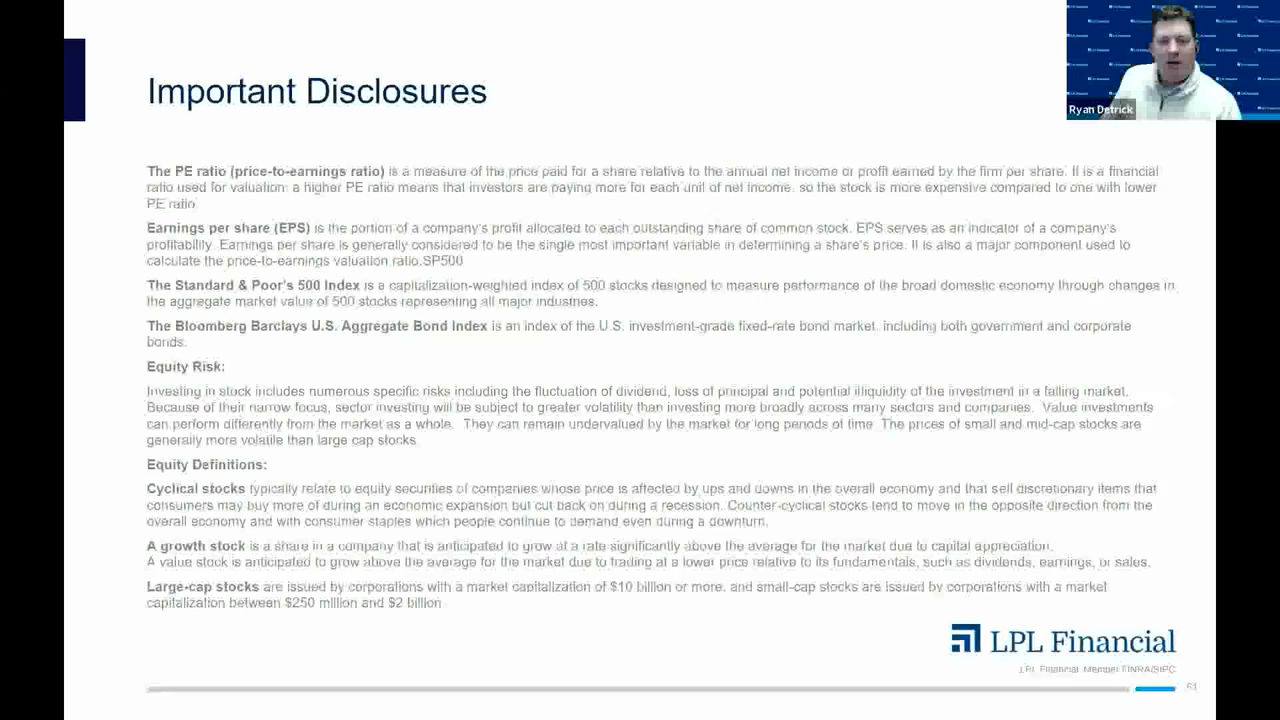 Important Disclosures
Ryan Detrick
The PE ratio (price-to-earnings ratio) is a measure of the price paid for a share relative to the annual net income or profit earned by the firm per share. It is a financial
ratio used for valuation: a higher PE ratio means that investors are paying more for each unit of net income, so the stock is more expensive compared to one with lower
PE ratio.
Earnings per share (EPS) is the portion of a company's profit allocated to each outstanding share of common stock. EPS serves as an indicator of a company's
profitability. Earnings per share is generally considered to be the single most important variable in determining a share's price. It is also a major component used to
calculate the price-to-earnings valuation ratio.SP500
The Standard & Poor's 500 Index is a capitalization-weighted index of 500 stocks designed to measure performance of the broad domestic economy through changes in
the aggregate market value of 500 stocks representing all major industries.
The Bloomberg Barclays U.S. Aggregate Bond Index is an index of the U.S. investment-grade fixed-rate bond market, including both government and corporate
bonds.
Equity Risk:
Investing in stock includes numerous specific risks including the fluctuation of dividend, loss of principal and potential illiquidity of the investment in a falling market.
Because of their narrow focus, sector investing will be subject to greater volatility than investing more broadly across many sectors and companies. Value investments
can perform differently from the market as a whole. They can remain undervalued by the market for long periods of time. The prices of small and mid-cap stocks are
generally more volatile than large cap stocks.
Equity Definitions:
Cyclical stocks typically relate to equity securities of companies whose price is affected by ups and downs in the overall economy and that sell discretionary items that
consumers may buy more of during an economic expansion but cut back on during a recession. Counter-cyclical stocks tend to move in the opposite direction from the
overall economy and with consumer staples which people continue to demand even during a downturn.
A growth stock is a share in a company that is anticipated to grow at a rate significantly above the average for the market due to capital appreciation.
A value stock is anticipated to grow above the average for the market due to trading at a lower price relative to its fundamentals, such as dividends, earnings, or sales.
Large-cap stocks are issued by corporations with a market capitalization of $10 billion or more, and small-cap stocks are issued by corporations with a market
capitalization between $250 million and $2 billion
LPL Financial
LPL Financial Member FINRA/SIPC